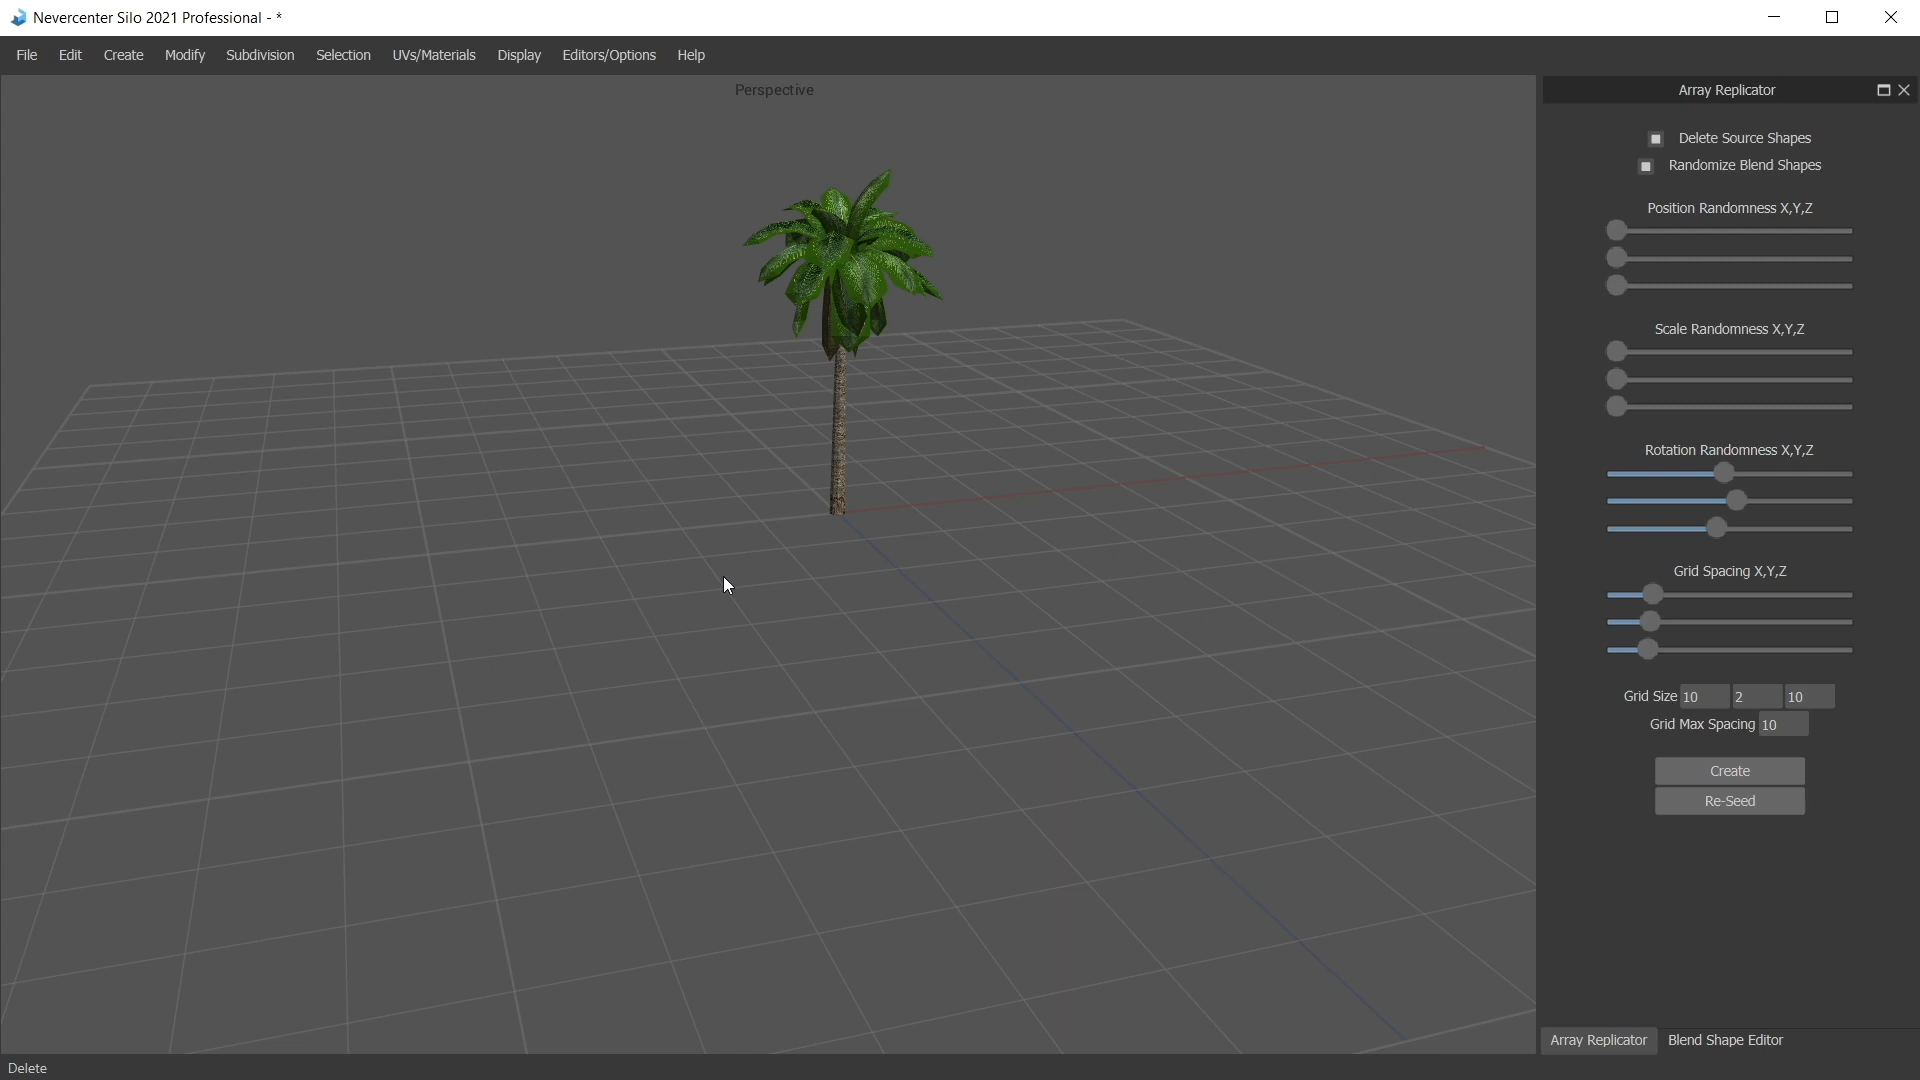 Nevercenter Silo 2021 Professional - *
File Edit Create Modify Subdivision Selection UVs/Materials Display Editors/Options Help
Perspective
Array Replicator
Delete Source Shapes
Randomize Blend Shapes
Position Randomness X,Y,Z
Scale Randomness X,Y,Z
Rotation Randomness X,Y,Z
Grid Spacing X,Y,Z
Grid Size 10 2 10
Grid Max Spacing 10
Create
Re-Seed
Array Replicator Blend Shape Editor
Delete